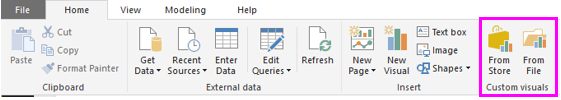 File Home View Modeling Help
Paste
Cut
Copy
Format Painter
Clipboard
Get
Data
Recent
Sources
Enter
Data
Edit
Queries
Refresh
External data
New
Page
New
Visual
Text box
Image
Shapes
Insert
From
Store
From
File
Custom visuals